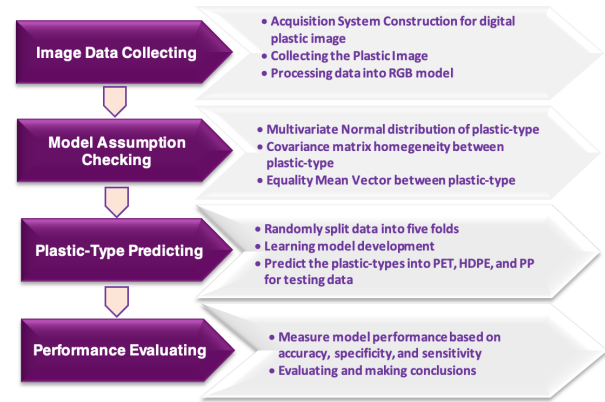 Image Data Collecting
• Acquisition System Construction for digital
plastic image
• Collecting the Plastic Image
• Processing data into RGB model
Model Assumption
Checking
• Multivariate Normal distribution of plastic-type
• Covariance matrix homogeneity between
plastic-type
• Equality Mean Vector between plastic-type
Plastic-Type Predicting
• Randomly split data into five folds
• Learning model development
• Predict the plastic-types into PET, HDPE, and PP
for testing data
Performance Evaluating
• Measure model performance based on
accuracy, specificity, and sensitivity
• Evaluating and making conclusions